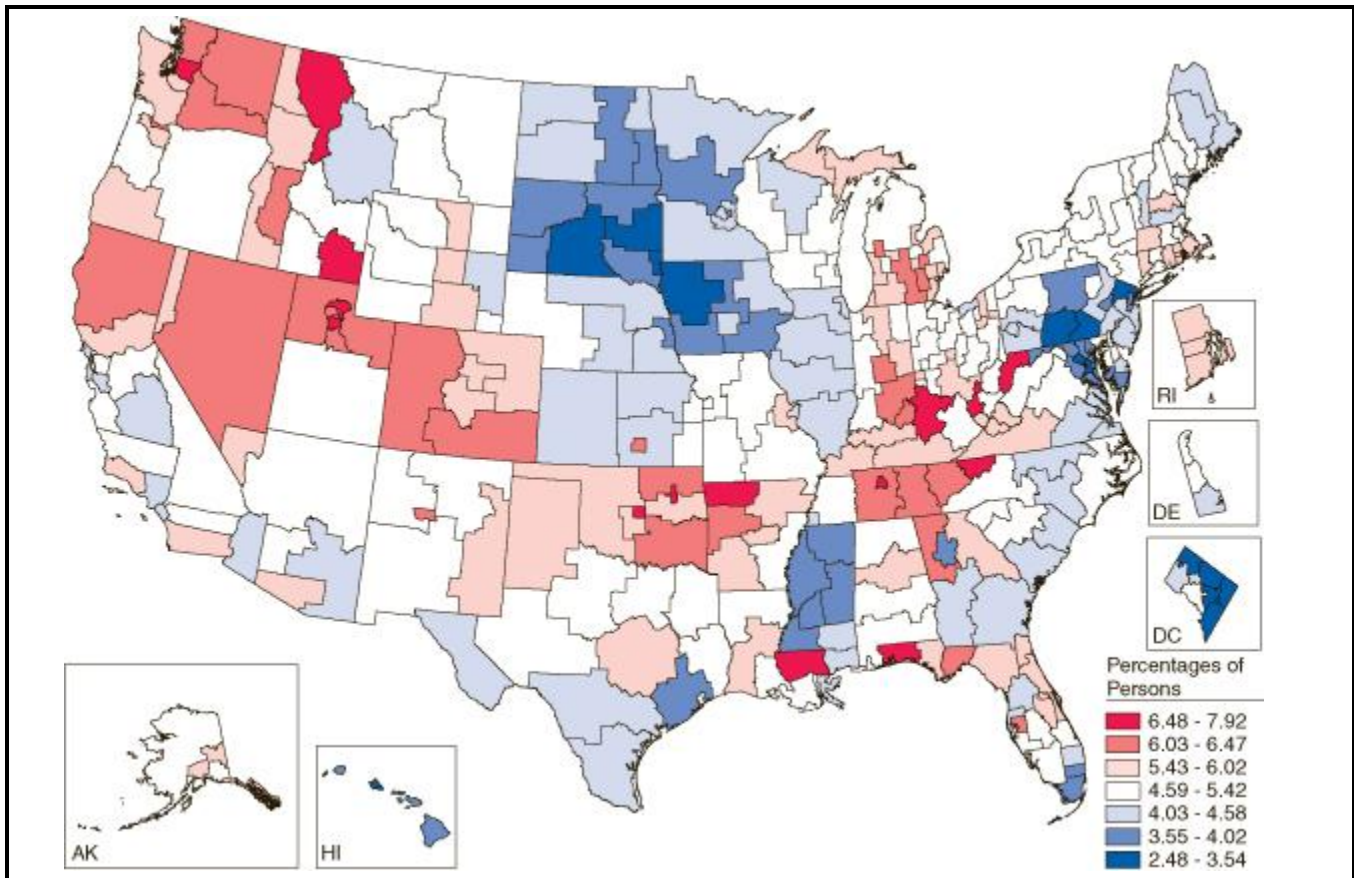 RI
DE
DC
AK
HI
Percentages of
Persons
6.48 - 7.92
6.03 - 6.47
5.43 - 6.02
4.59 - 5.42
4.03 - 4.58
3.55 - 4.02
2.48 - 3.54